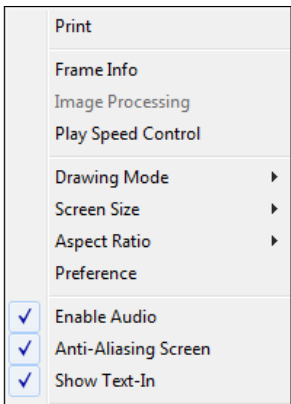 Print
Frame Info
Image Processing
Play Speed Control
Drawing Mode
Screen Size
Aspect Ratio
Preference
Enable Audio
Anti-Aliasing Screen
Show Text-In